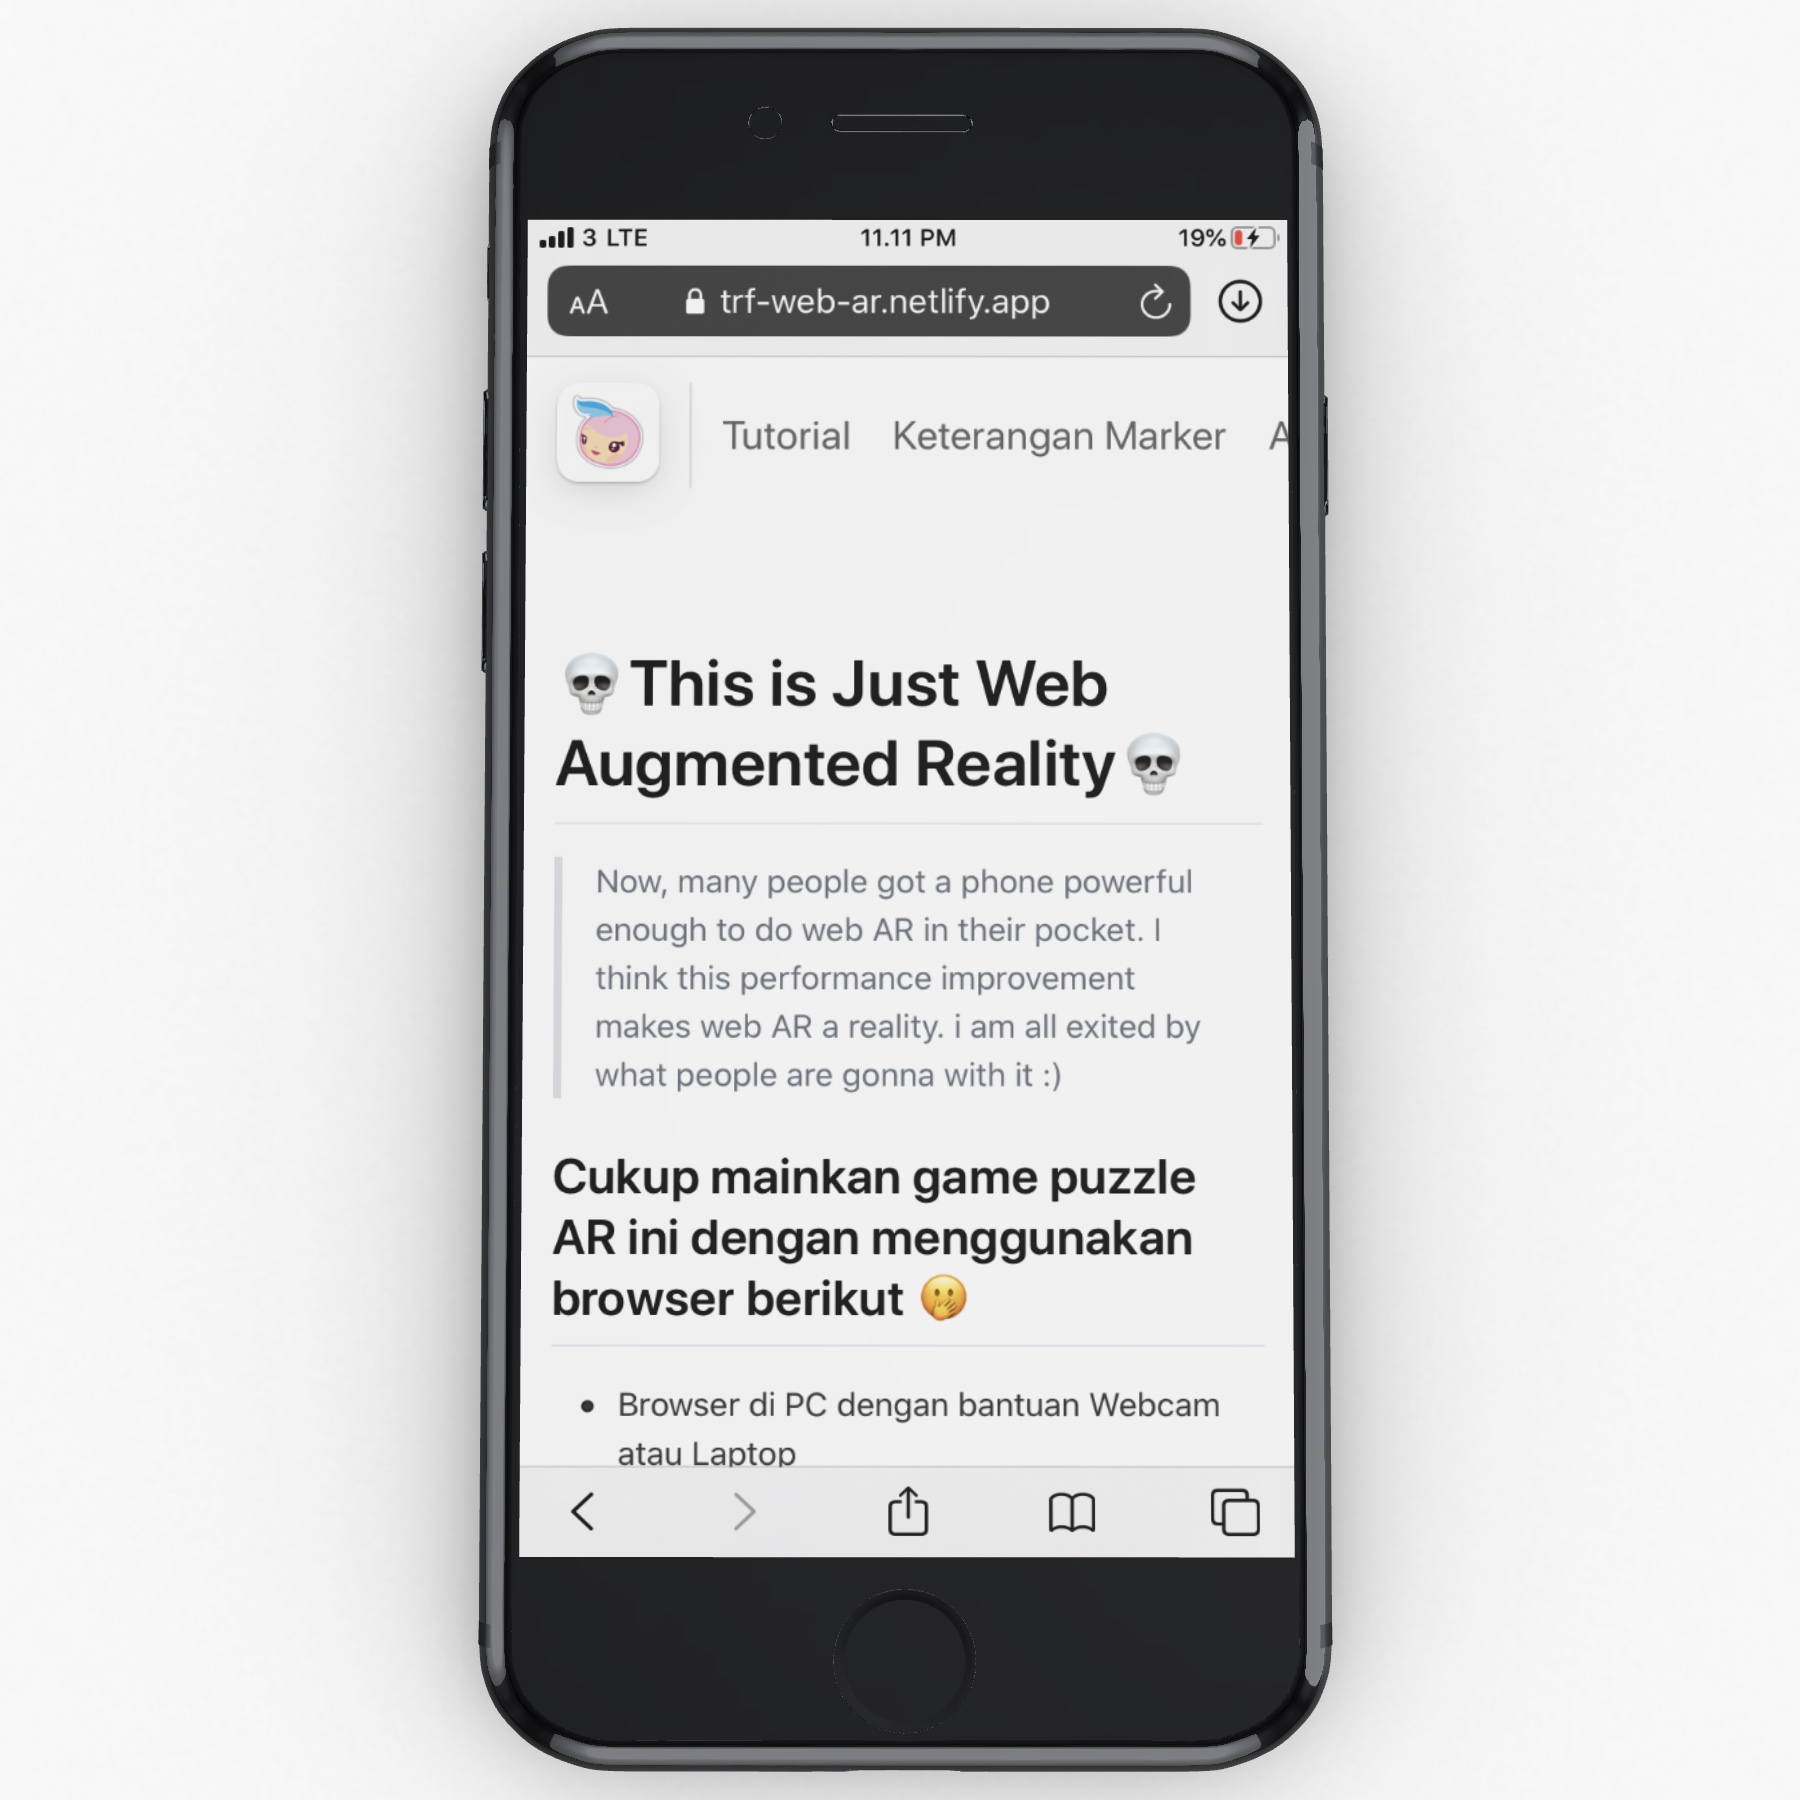 3 LTE 11.11 PM 19%
AA trf-web-ar.netlify.app
Tutorial Keterangan Marker A
💀This is Just Web
Augmented Reality💀
Now, many people got a phone powerful
enough to do web AR in their pocket. I
think this performance improvement
makes web AR a reality. i am all exited by
what people are gonna with it :)
Cukup mainkan game puzzle
AR ini dengan menggunakan
browser berikut 🤭
• Browser di PC dengan bantuan Webcam
atau Laptop